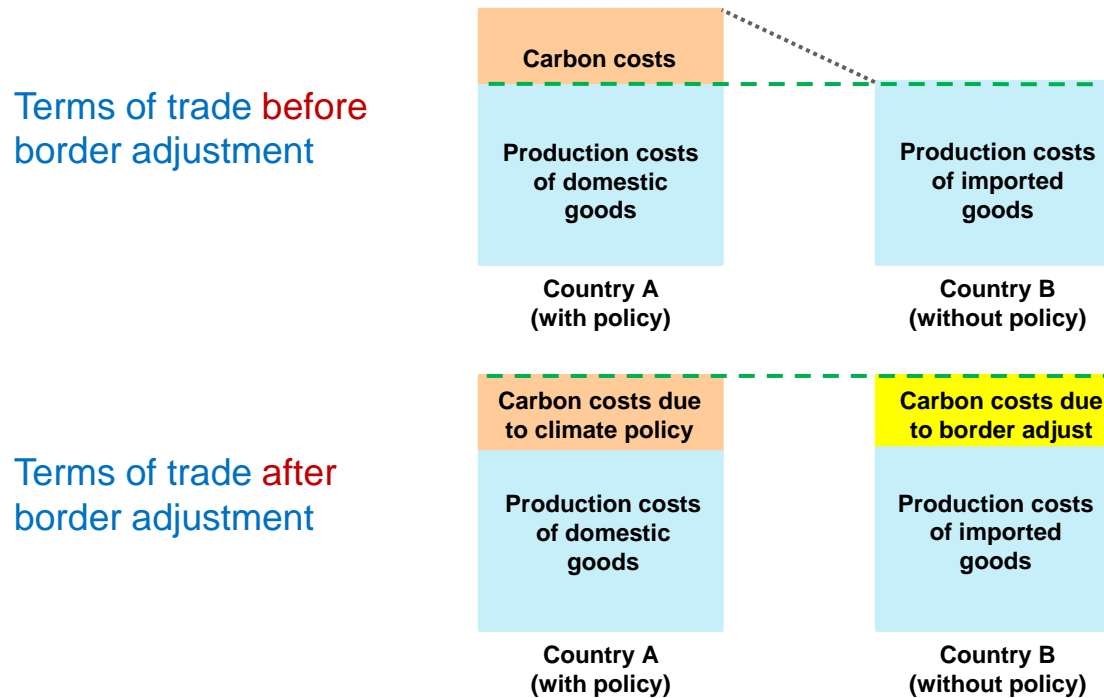 Carbon costs
Terms of trade before
border adjustment
Production costs
of domestic
goods
Production costs
of imported
goods
Country A
(with policy)
Country B
(without policy)
Carbon costs due
to climate policy
Carbon costs due
to border adjust
Terms of trade after
border adjustment
Production costs
of domestic
goods
Production costs
of imported
goods
Country A
(with policy)
Country B
(without policy)